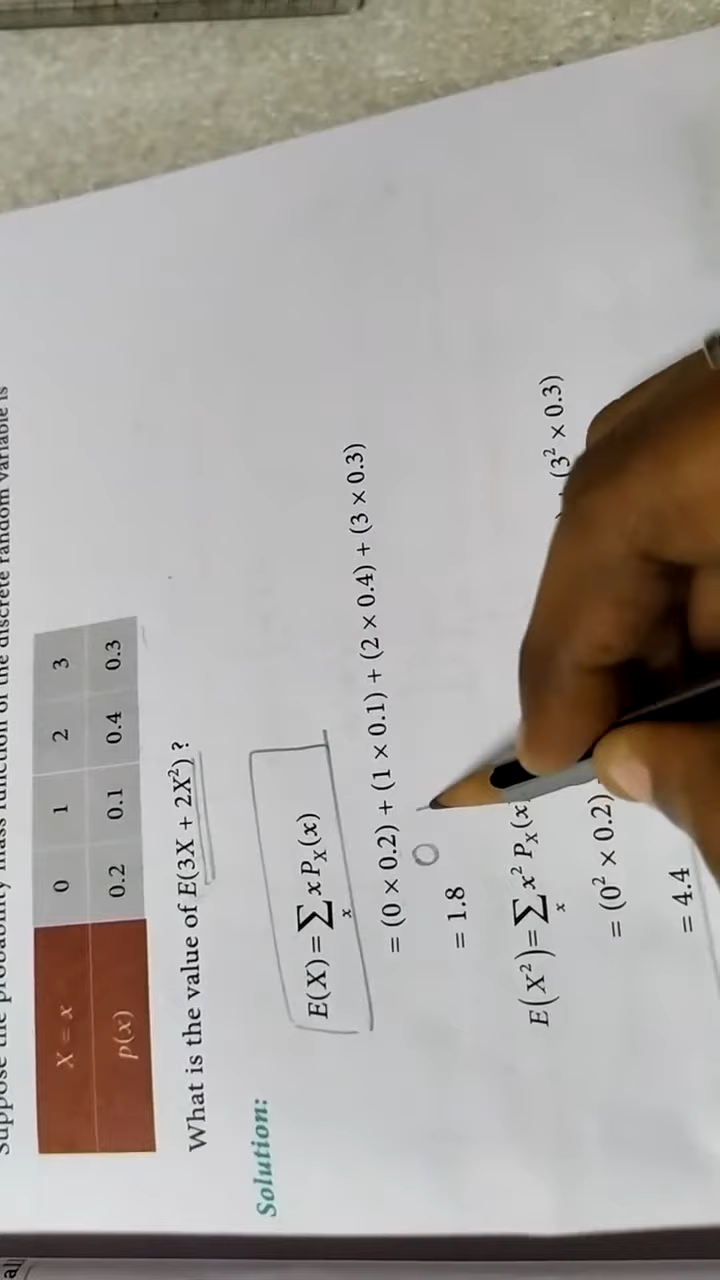 Suppose the probability mass function of the discrete random variable is
X = x 0 1 2 3
p(x) 0.2 0.1 0.4 0.3
What is the value of E(3X + 2X²) ?
Solution:
E(X) = ∑ₓ x P_X(x)
= (0 × 0.2) + (1 × 0.1) + (2 × 0.4) + (3 × 0.3)
0
= 1.8
E(X²) = ∑ₓ x² P_X(x
= (0² × 0.2) (3² × 0.3)
= 4.4